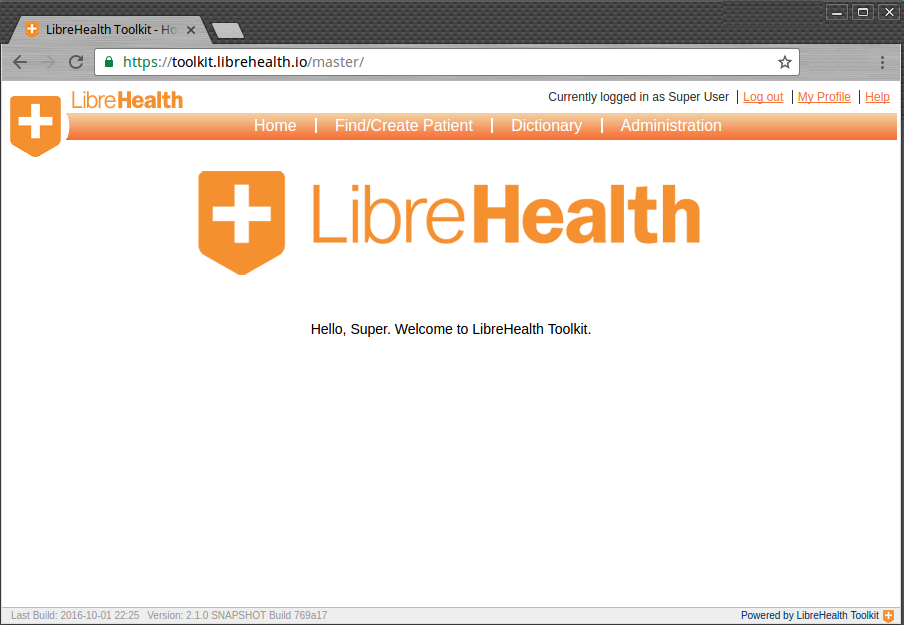 LibreHealth Toolkit - Ho
https://toolkit.librehealth.io/master/
LibreHealth
Currently logged in as Super User Log out My Profile Help
Home Find/Create Patient Dictionary Administration
LibreHealth
Hello, Super. Welcome to LibreHealth Toolkit.
Last Build: 2016-10-01 22:25 Version: 2.1.0 SNAPSHOT Build 769a17
Powered by LibreHealth Toolkit